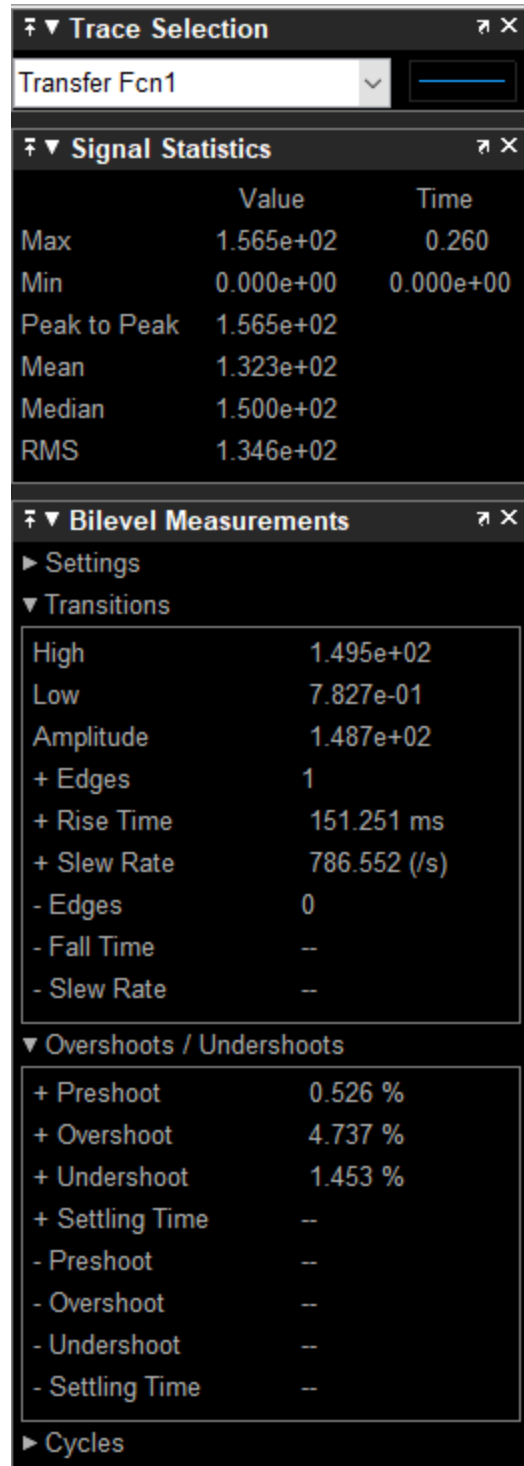 Trace Selection
Transfer Fcn1
Signal Statistics
Value Time
Max 1.565e+02 0.260
Min 0.000e+00 0.000e+00
Peak to Peak 1.565e+02
Mean 1.323e+02
Median 1.500e+02
RMS 1.346e+02
Bilevel Measurements
Settings
Transitions
High 1.495e+02
Low 7.827e-01
Amplitude 1.487e+02
+ Edges 1
+ Rise Time 151.251 ms
+ Slew Rate 786.552 (/s)
- Edges 0
- Fall Time --
- Slew Rate --
Overshoots / Undershoots
+ Preshoot 0.526 %
+ Overshoot 4.737 %
+ Undershoot 1.453 %
+ Settling Time --
- Preshoot --
- Overshoot --
- Undershoot --
- Settling Time --
Cycles